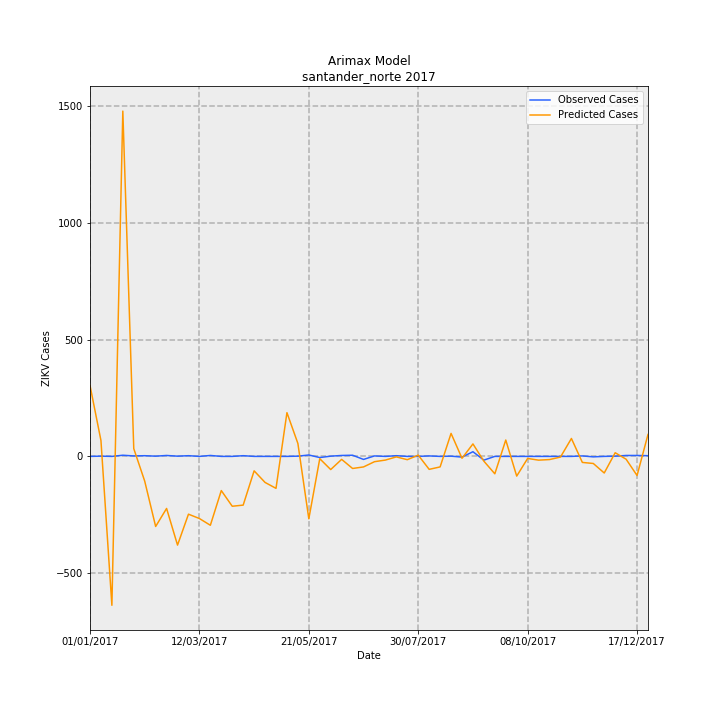 Arimax Model
santander_norte 2017
Observed Cases
Predicted Cases
1500
1000
500
0
−500
ZIKV Cases
01/01/2017
12/03/2017
21/05/2017
30/07/2017
08/10/2017
17/12/2017
Date